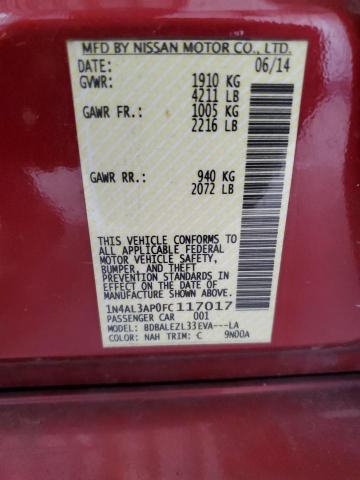 MFD BY NISSAN MOTOR CO., LTD.
DATE: 06/14
GVWR: 1910 KG
4211 LB
GAWR FR.: 1005 KG
2216 LB
GAWR RR.: 940 KG
2072 LB
THIS VEHICLE CONFORMS TO
ALL APPLICABLE FEDERAL
MOTOR VEHICLE SAFETY,
BUMPER, AND THEFT
PREVENTION STANDARDS IN
EFFECT ON THE DATE OF
MANUFACTURE SHOWN ABOVE.
1N4AL3AP0FC117017
PASSENGER CAR 001
MODEL: BDBALEZL33EVA---LA
COLOR: NAH TRIM: C 9N00A